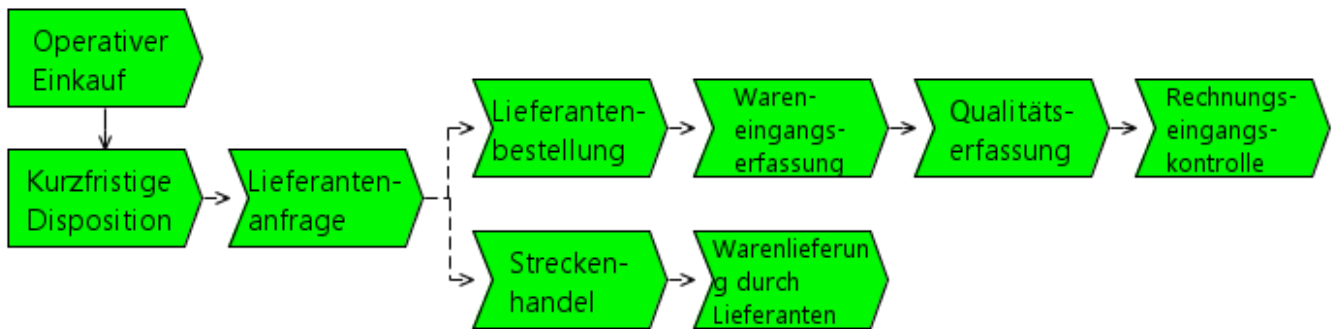 Operativer
Einkauf
Kurzfristige
Disposition
Lieferanten-
anfrage
Lieferanten-
bestellung
Waren-
eingangs-
erfassung
Qualitäts-
erfassung
Rechnungs-
eingangs-
kontrolle
Strecken-
handel
Warenlieferun
g durch
Lieferanten